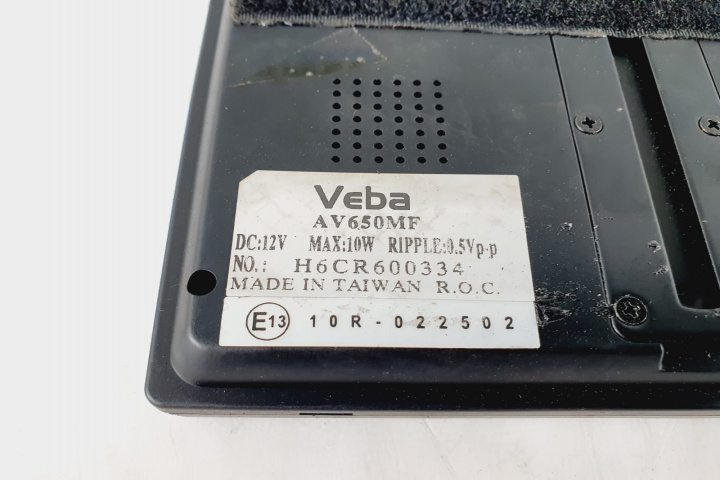 Veba
AV650MF
DC:12V MAX:10W RIPPLE:0.5Vp-p
NO.: H6CR600334
MADE IN TAIWAN R.O.C.
E13 10R-022502